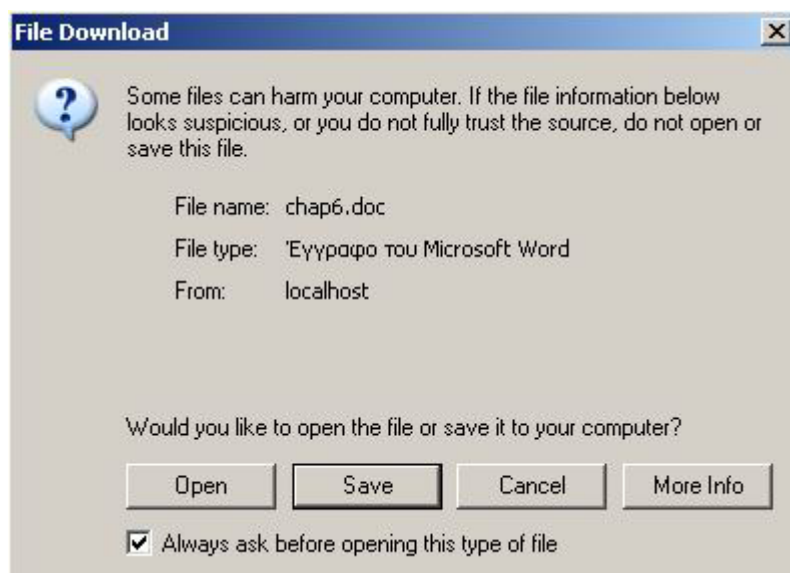 File Download
Some files can harm your computer. If the file information below
looks suspicious, or you do not fully trust the source, do not open or
save this file.
File name: chap6.doc
File type: Έγγραφο του Microsoft Word
From: localhost
Would you like to open the file or save it to your computer?
Open Save Cancel More Info
Always ask before opening this type of file